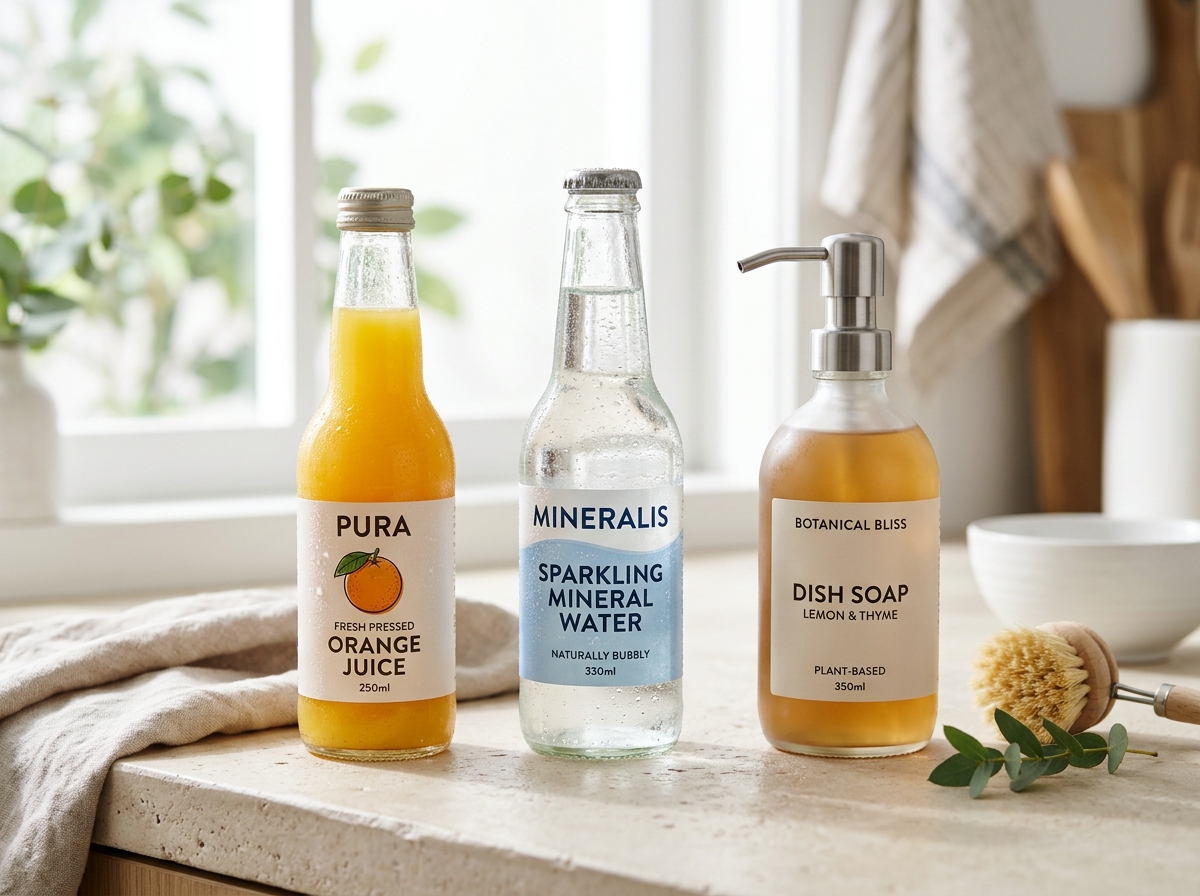 PURA
FRESH PRESSED
ORANGE
JUICE
250ml
MINERALIS
SPARKLING
MINERAL
WATER
NATURALLY BUBBLY
330ml
BOTANICAL BLISS
DISH SOAP
LEMON & THYME
PLANT-BASED
350ml